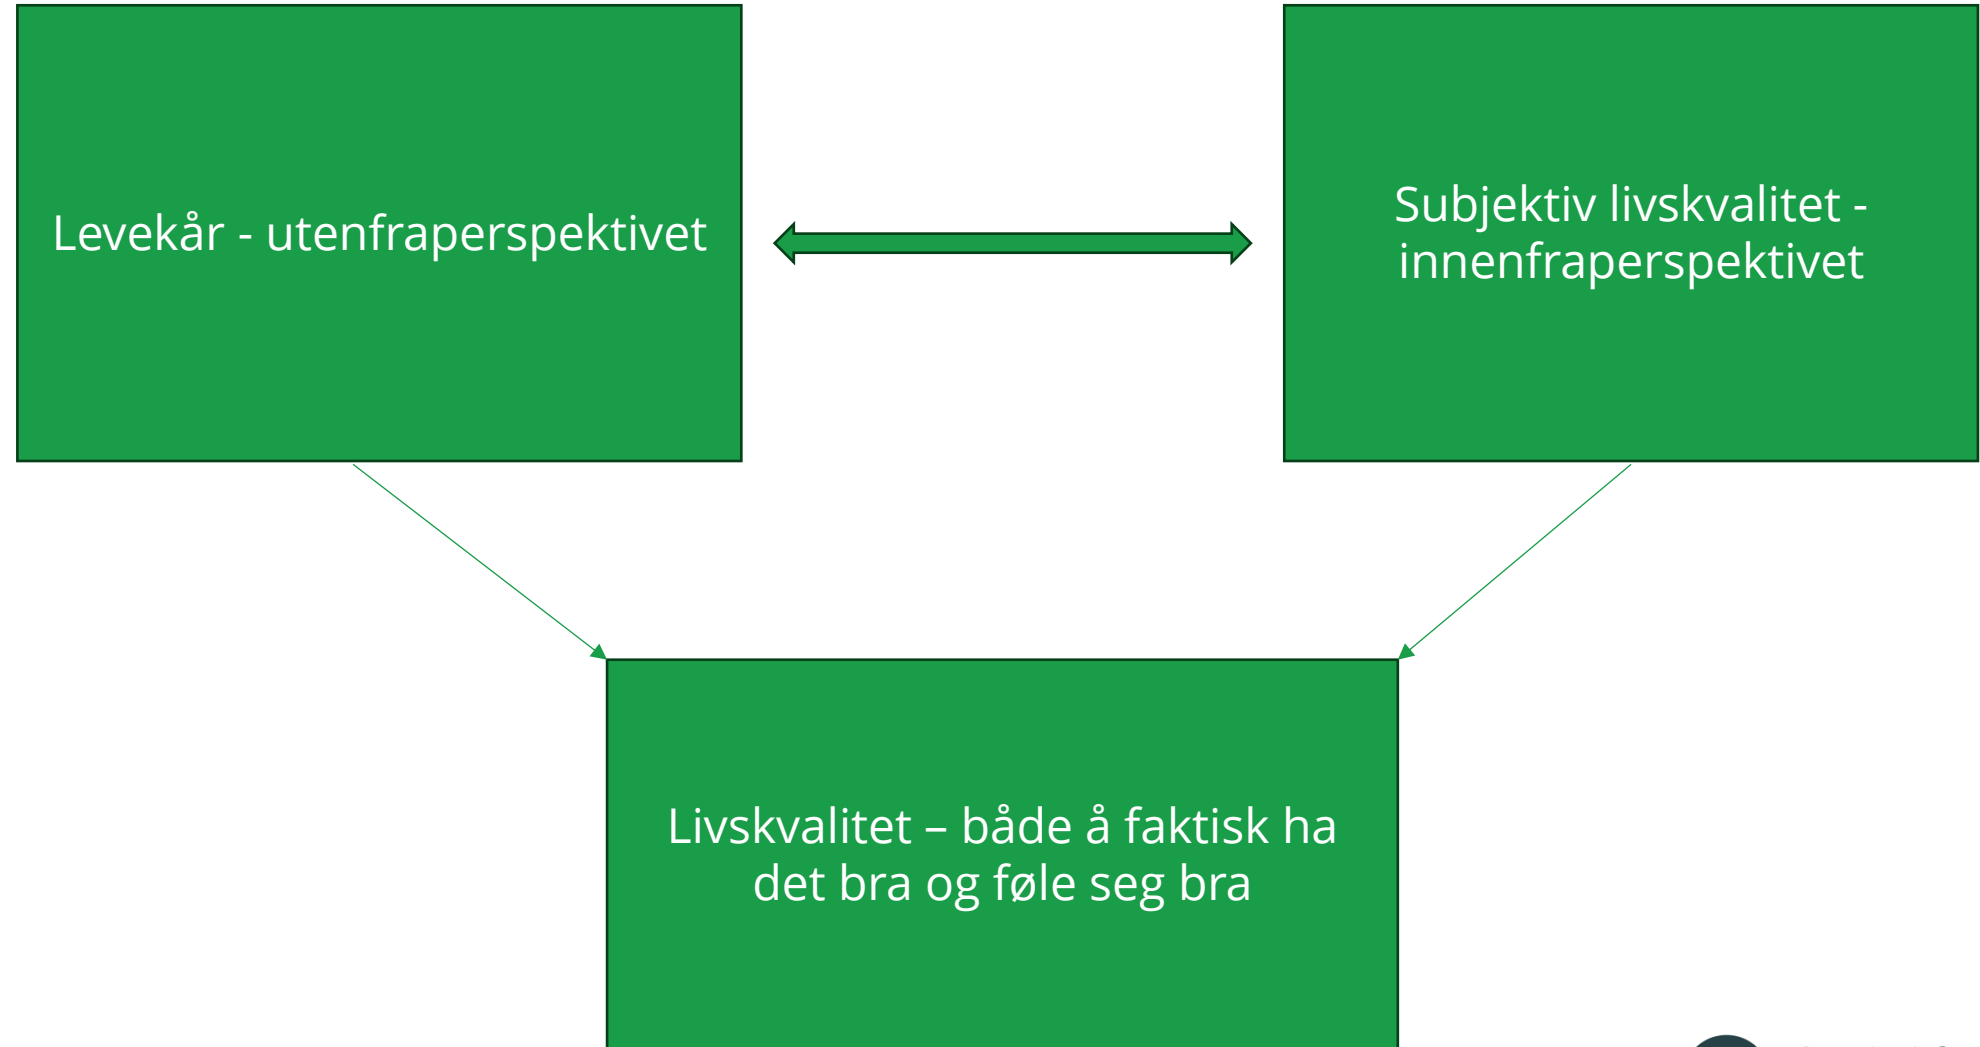 Levekår - utenfraperspektivet
Subjektiv livskvalitet -
innenfraperspektivet
Livskvalitet – både å faktisk ha
det bra og føle seg bra